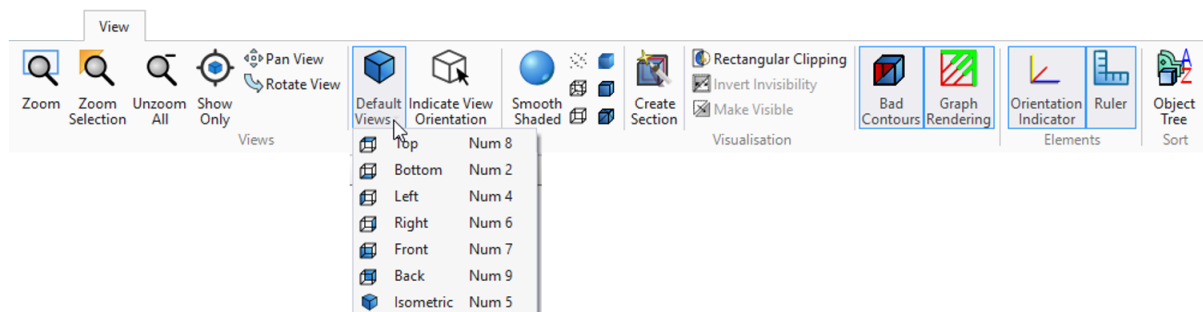 View
Pan View
Rotate View
Rectangular Clipping
Invert Invisibility
Make Visible
Zoom Zoom Unzoom Show Default Indicate View Smooth Create Bad Graph Orientation Ruler Object
Selection All Only Views Orientation Shaded Section Contours Rendering Indicator Tree
Views Visualisation Elements Sort
Top Num 8
Bottom Num 2
Left Num 4
Right Num 6
Front Num 7
Back Num 9
Isometric Num 5